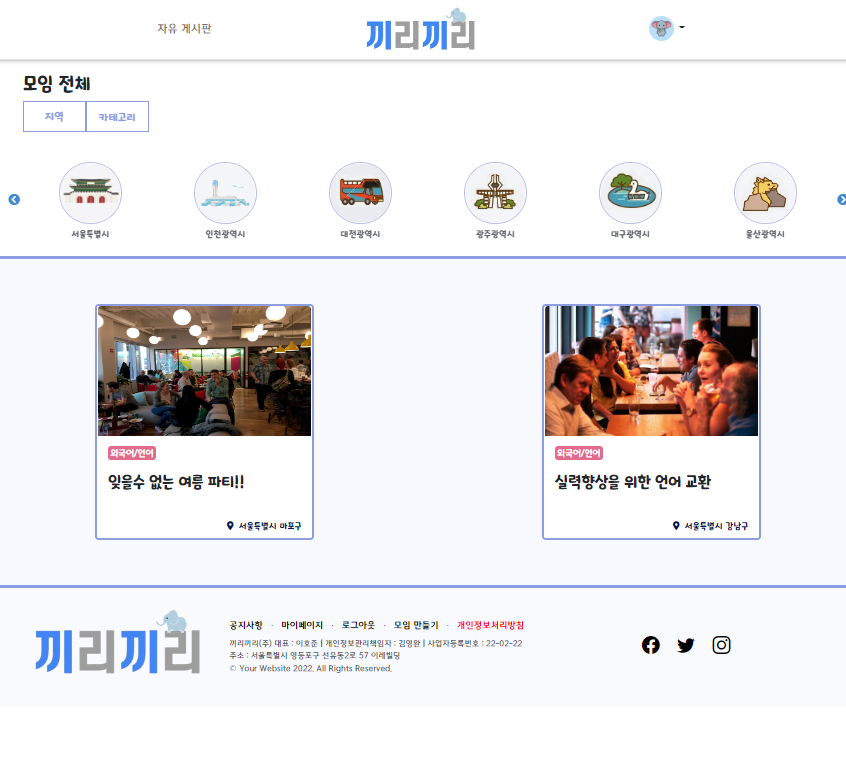 자유 게시판
끼리끼리
모임 전체
지역
카테고리
서울특별시
인천광역시
대전광역시
광주광역시
대구광역시
울산광역시
외국어/언어
잊을수 없는 여름 파티!!
서울특별시 마포구
외국어/언어
실력향상을 위한 언어 교환
서울특별시 강남구
끼리끼리
공지사항 · 마이페이지 · 로그아웃 · 모임 만들기 · 개인정보처리방침
끼리끼리(주) 대표 : 이호준 | 개인정보관리책임자 : 김영완 | 사업자등록번호 : 22-02-22
주소 : 서울특별시 영등포구 선유동2로 57 이레빌딩
© Your Website 2022. All Rights Reserved.